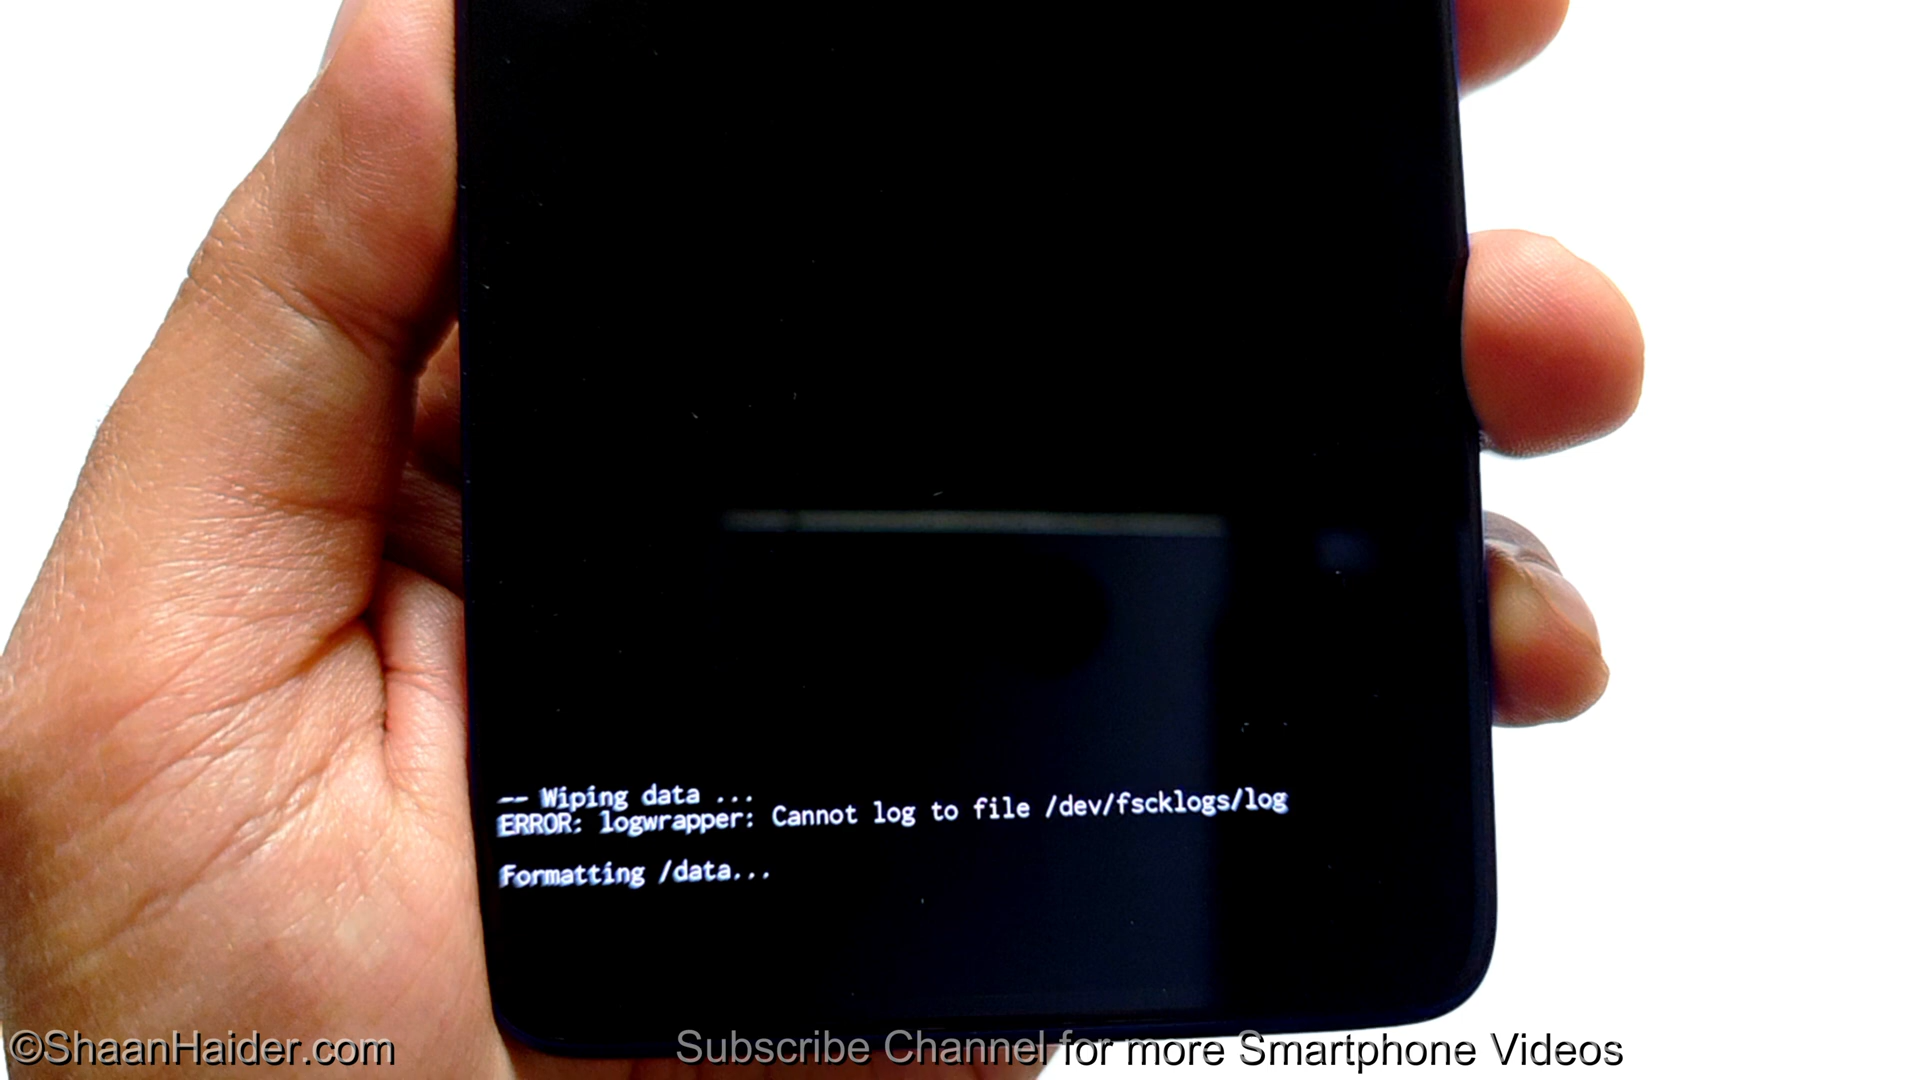 -- Wiping data ...
ERROR: logwrapper: Cannot log to file /dev/fscklogs/log
Formatting /data...
©ShaanHaider.com
Subscribe Channel for more Smartphone Videos